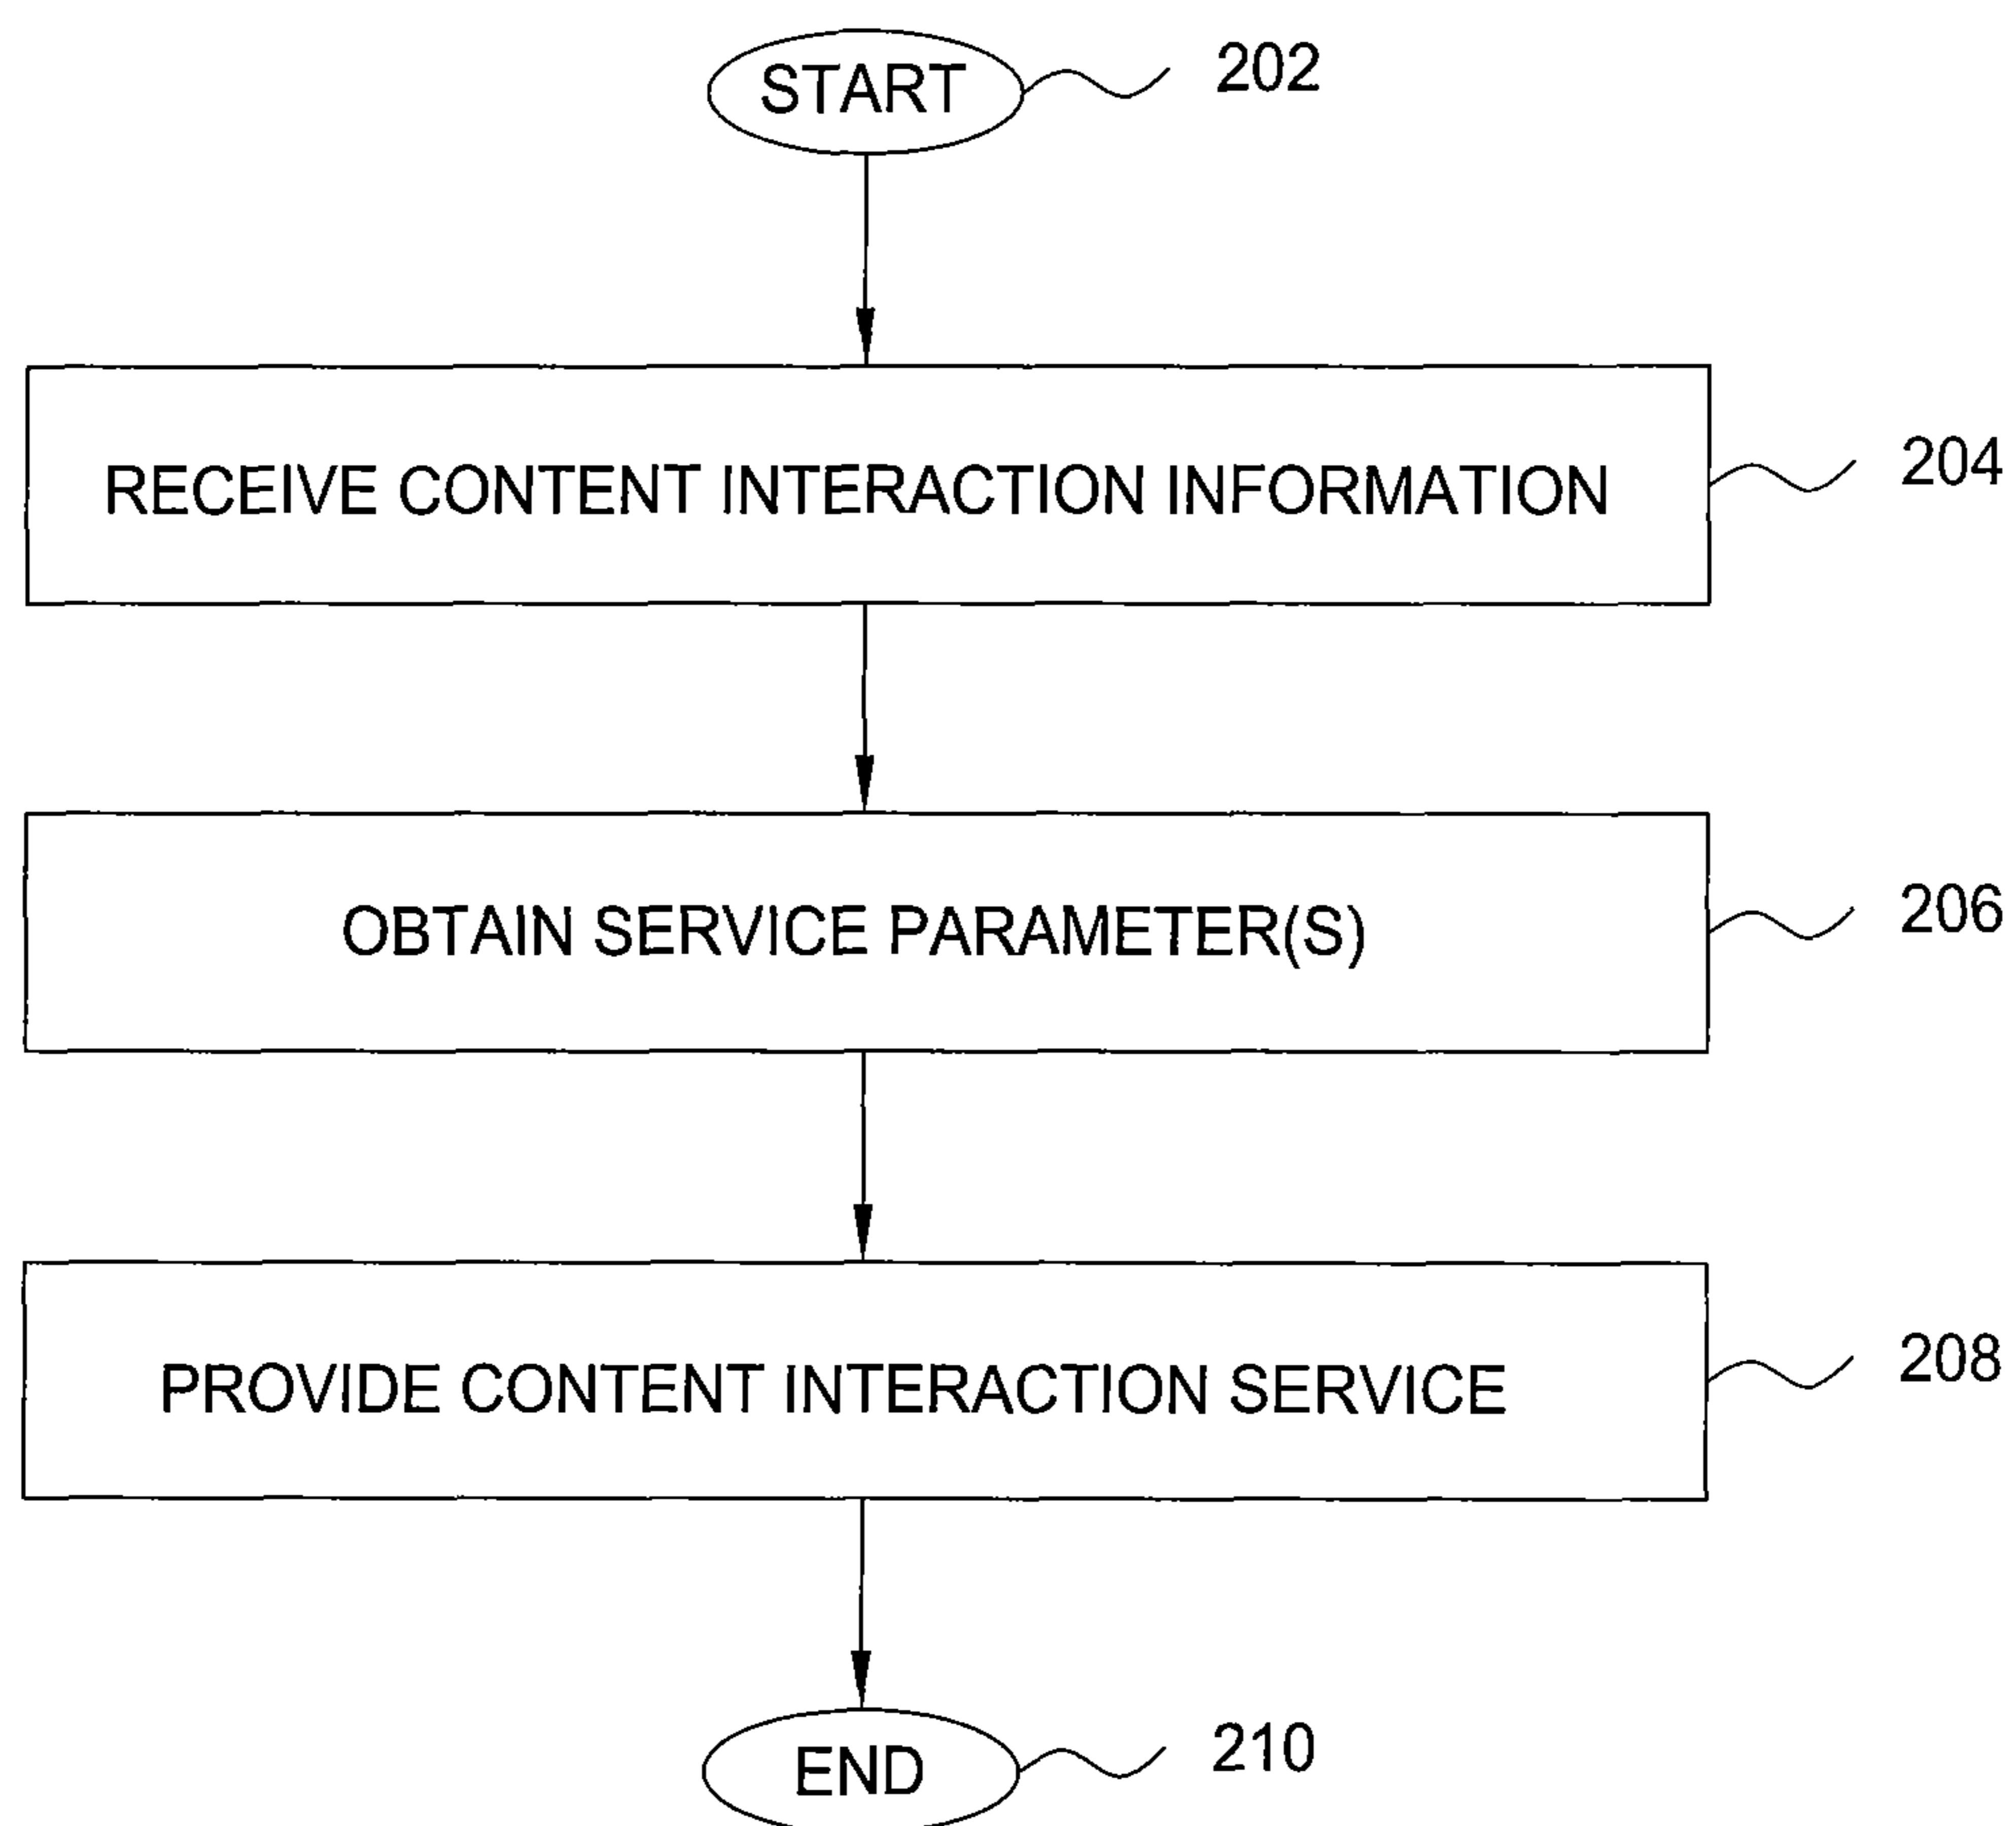 START
202
RECEIVE CONTENT INTERACTION INFORMATION
204
OBTAIN SERVICE PARAMETER(S)
206
PROVIDE CONTENT INTERACTION SERVICE
208
END
210